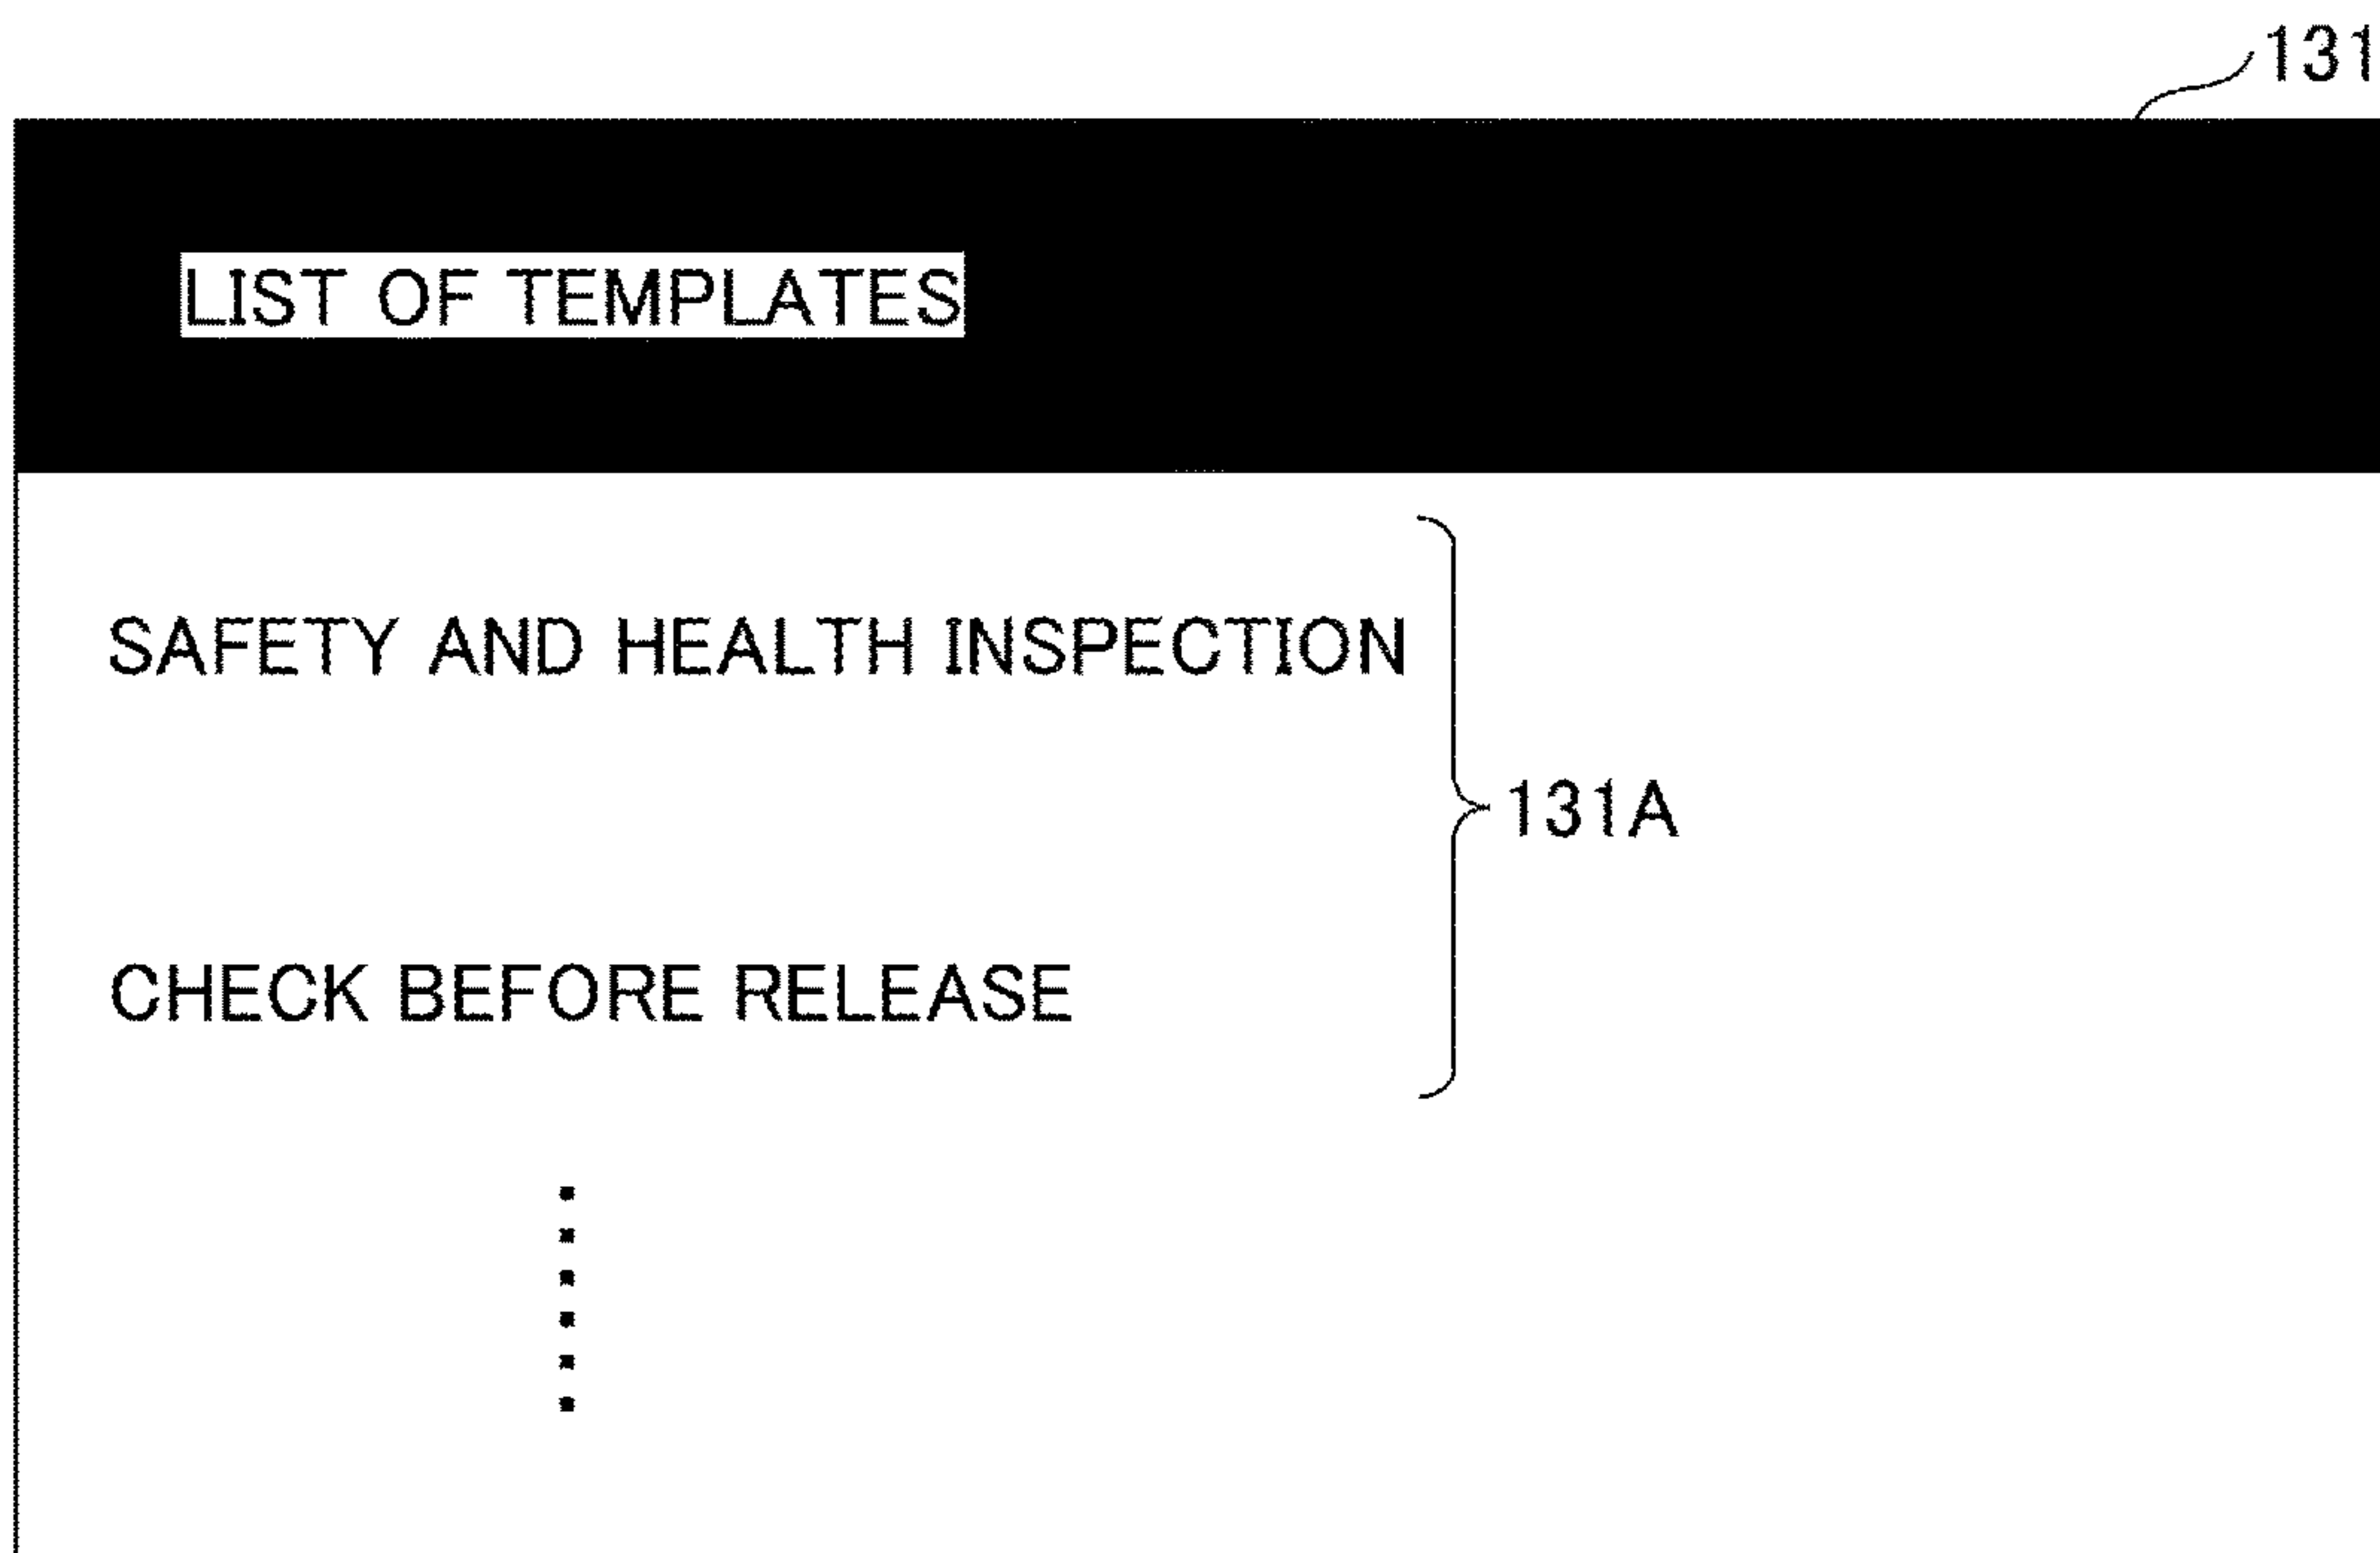 131
LIST OF TEMPLATES
SAFETY AND HEALTH INSPECTION
131A
CHECK BEFORE RELEASE